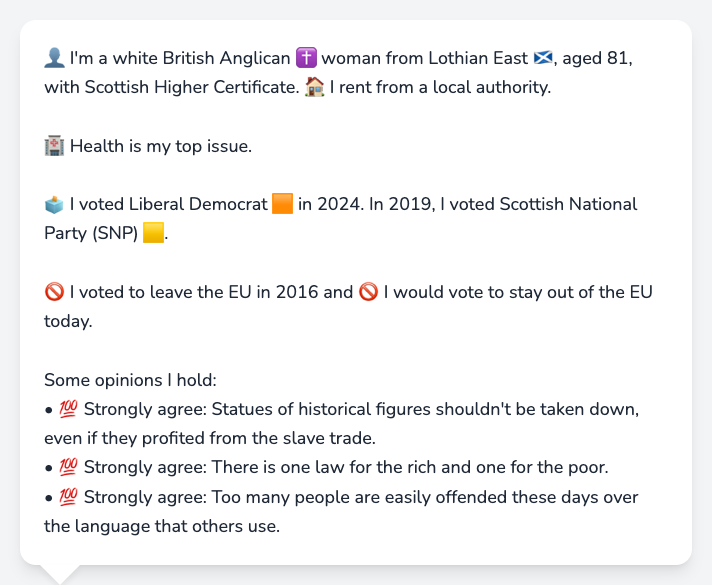 👤 I'm a white British Anglican ✝️ woman from Lothian East 🏴󠁧󠁢󠁳󠁣󠁴󠁿, aged 81,
with Scottish Higher Certificate. 🏠 I rent from a local authority.
🏥 Health is my top issue.
🗳️ I voted Liberal Democrat 🟧 in 2024. In 2019, I voted Scottish National
Party (SNP) 🟨.
🚫 I voted to leave the EU in 2016 and 🚫 I would vote to stay out of the EU
today.
Some opinions I hold:
• 💯 Strongly agree: Statues of historical figures shouldn't be taken down,
even if they profited from the slave trade.
• 💯 Strongly agree: There is one law for the rich and one for the poor.
• 💯 Strongly agree: Too many people are easily offended these days over
the language that others use.